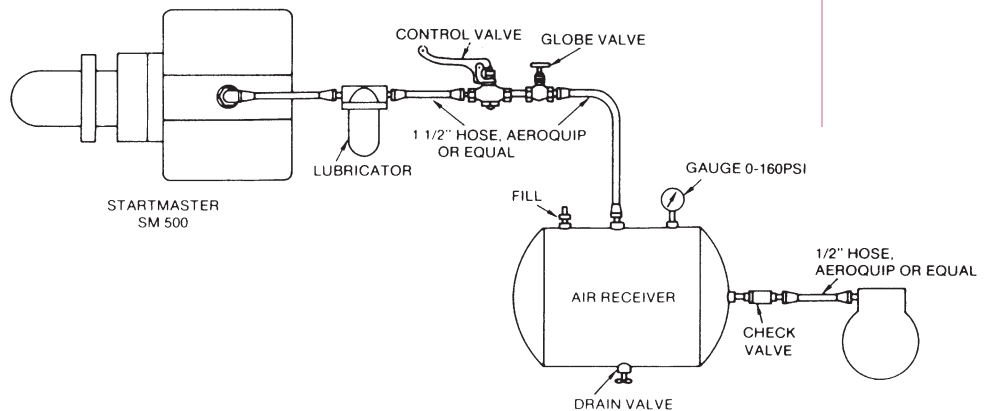 CONTROL VALVE
GLOBE VALVE
1 1/2" HOSE, AEROQUIP
OR EQUAL
LUBRICATOR
STARTMASTER
SM 500
GAUGE 0-160PSI
FILL
1/2" HOSE,
AEROQUIP OR EQUAL
AIR RECEIVER
CHECK
VALVE
DRAIN VALVE